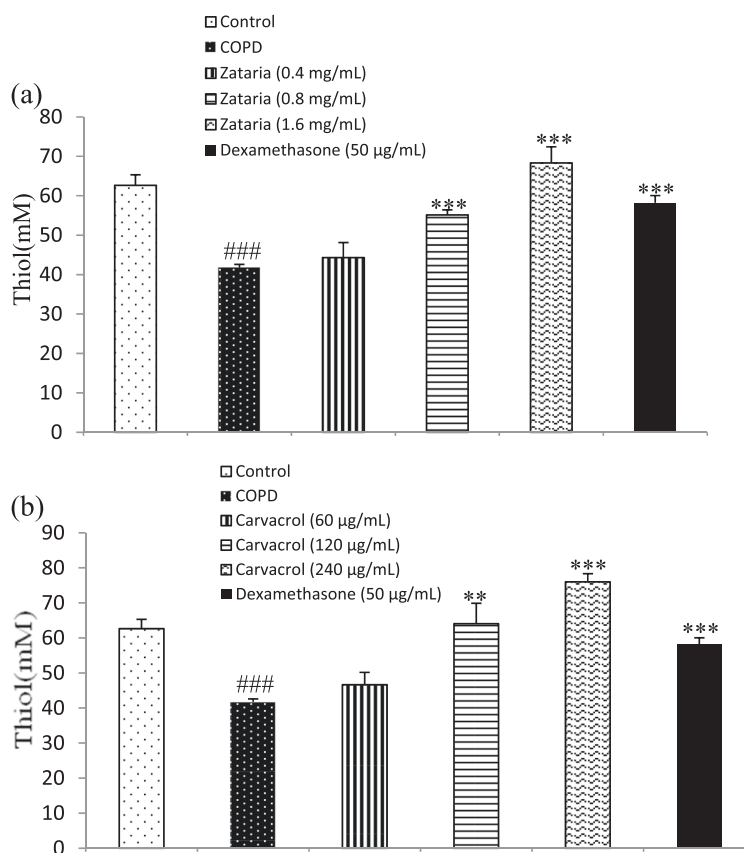 Control
COPD
Zataria (0.4 mg/mL)
Zataria (0.8 mg/mL)
Zataria (1.6 mg/mL)
Dexamethasone (50 µg/mL)
(a)
Thiol(mM)
80
70
60
50
40
30
20
10
0
###
***
***
***
Control
COPD
Carvacrol (60 µg/mL)
Carvacrol (120 µg/mL)
Carvacrol (240 µg/mL)
Dexamethasone (50 µg/mL)
(b)
Thiol(mM)
90
80
70
60
50
40
30
20
10
0
###
**
***
***